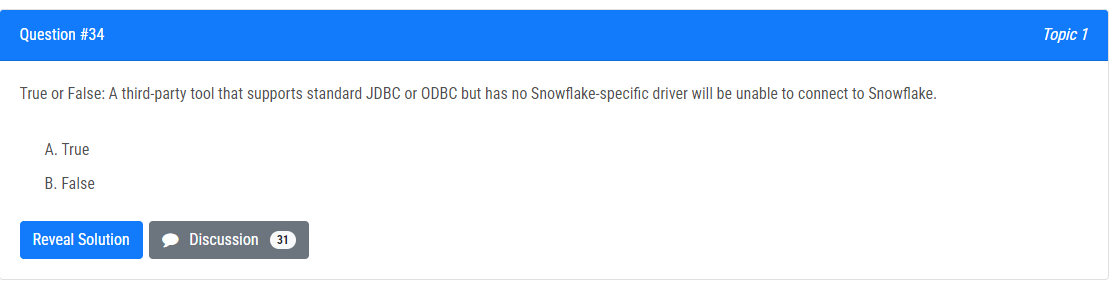 Question #34
Topic 1
True or False: A third-party tool that supports standard JDBC or ODBC but has no Snowflake-specific driver will be unable to connect to Snowflake.
A. True
B. False
Reveal Solution
Discussion 31